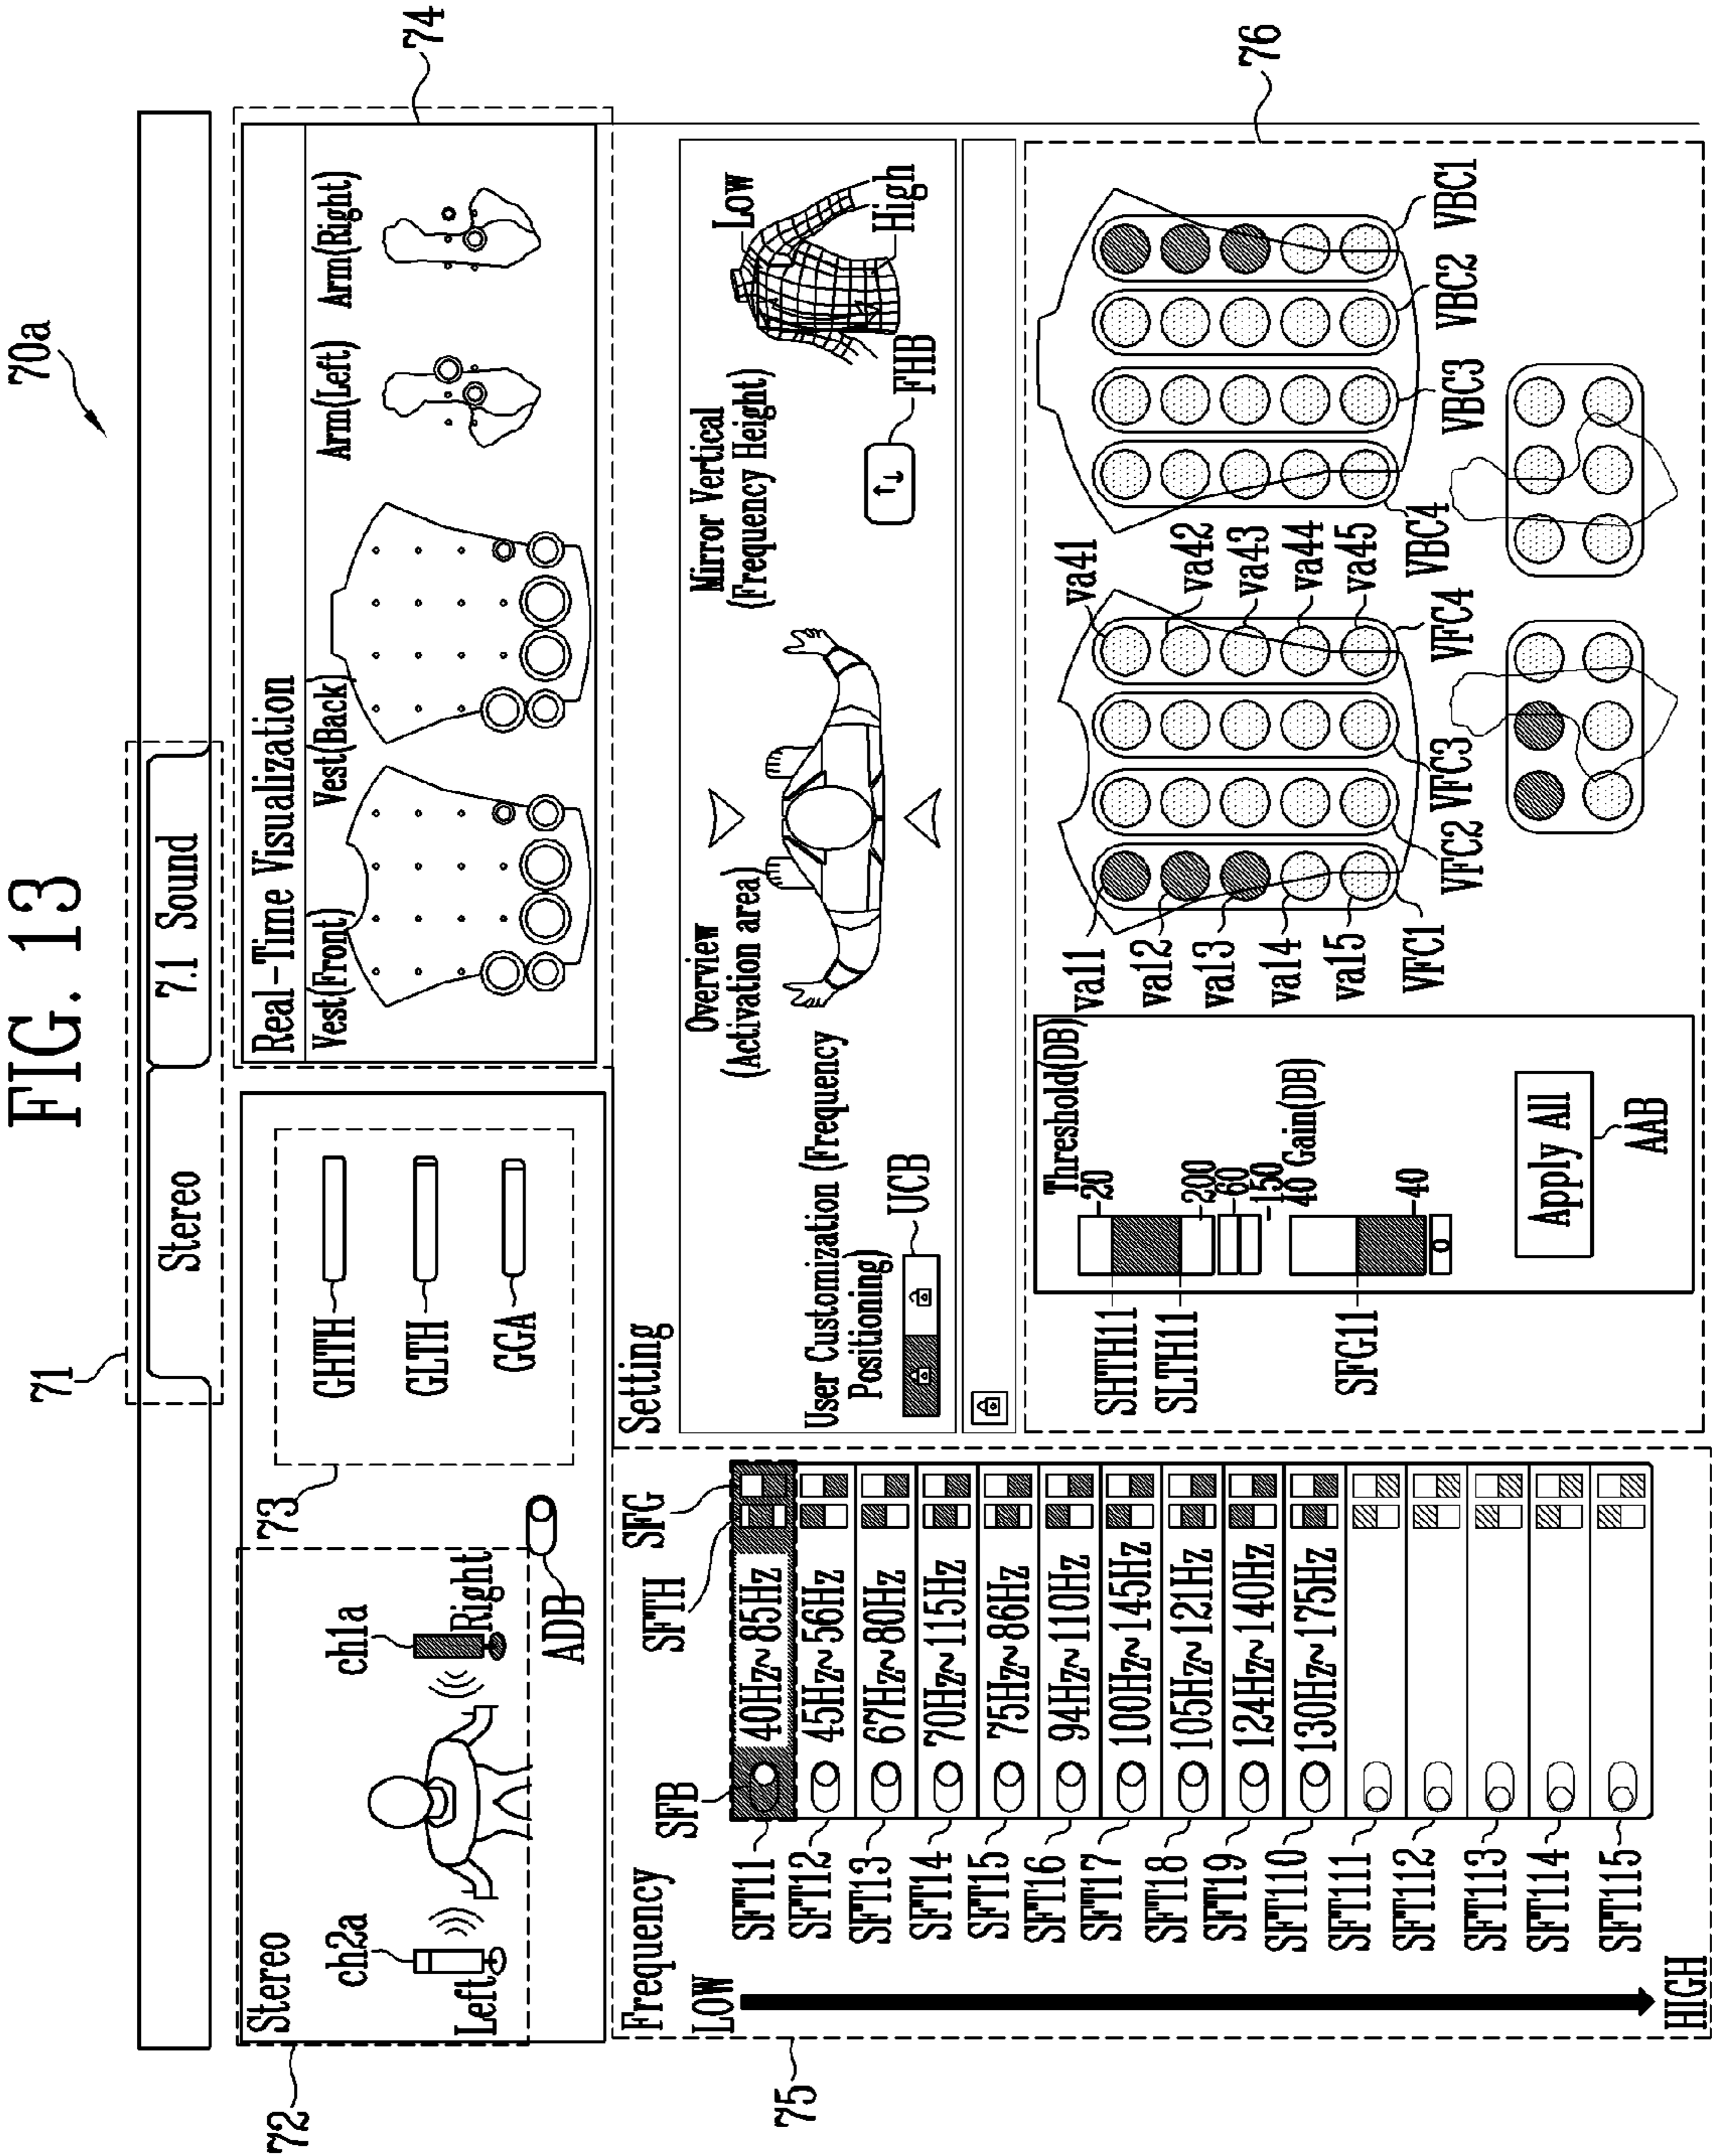 FIG. 13
70a
71
Stereo
7.1 Sound
72
Stereo
ch2a
Left
ch1a
Right
ADB
73
GHTH
GLTH
GGA
74
Real-Time Visualization
Vest(Front)
Vest(Back)
Arm(Left)
Arm(Right)
75
Frequency
LOW
HIGH
SFB
SFTH
SFG
SFT11
40Hz~85Hz
SFT12
45Hz~56Hz
SFT13
67Hz~80Hz
SFT14
70Hz~115Hz
SFT15
75Hz~86Hz
SFT16
94Hz~110Hz
SFT17
100Hz~145Hz
SFT18
105Hz~121Hz
SFT19
124Hz~140Hz
SFT110
130Hz~175Hz
SFT111
SFT112
SFT113
SFT114
SFT115
Setting
User Customization (Frequency
Positioning)
UCB
Overview
(Activation area)
Mirror Vertical
(Frequency Height)
FHB
Low
High
76
Threshold(DB)
-20
SHTH11
SLTH11
-200
-60
-150
40 Gain(DB)
SFG11
-40
0
Apply All
AAB
va11
va12
va13
va14
va15
VFC1
VFC2
VFC3
VFC4
va41
va42
va43
va44
va45
VBC4
VBC3
VBC2
VBC1